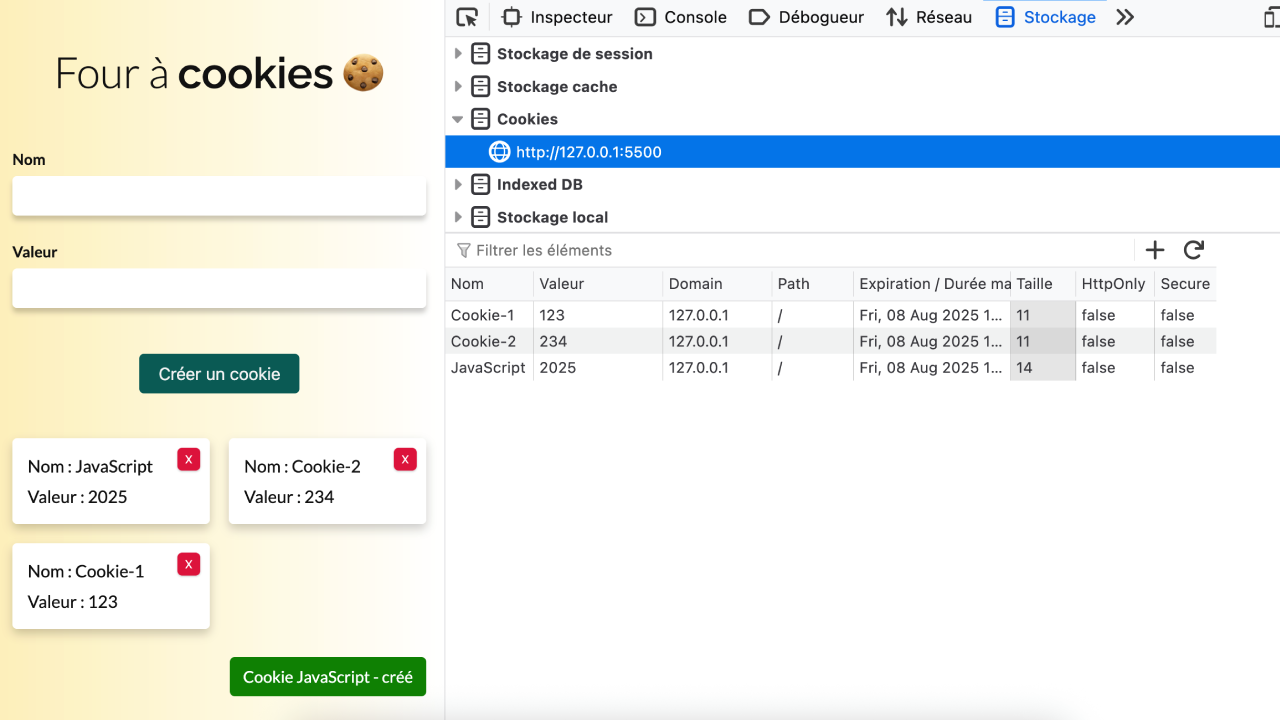 Four à cookies
Nom
Valeur
Créer un cookie
Nom : JavaScript
Valeur : 2025
X
Nom : Cookie-2
Valeur : 234
X
Nom : Cookie-1
Valeur : 123
X
Cookie JavaScript - créé
Inspecteur Console Débogueur Réseau Stockage
Stockage de session
Stockage cache
Cookies
http://127.0.0.1:5500
Indexed DB
Stockage local
Filtrer les éléments
Nom Valeur Domain Path Expiration / Durée ma Taille HttpOnly Secure
Cookie-1 123 127.0.0.1 / Fri, 08 Aug 2025 1... 11 false false
Cookie-2 234 127.0.0.1 / Fri, 08 Aug 2025 1... 11 false false
JavaScript 2025 127.0.0.1 / Fri, 08 Aug 2025 1... 14 false false